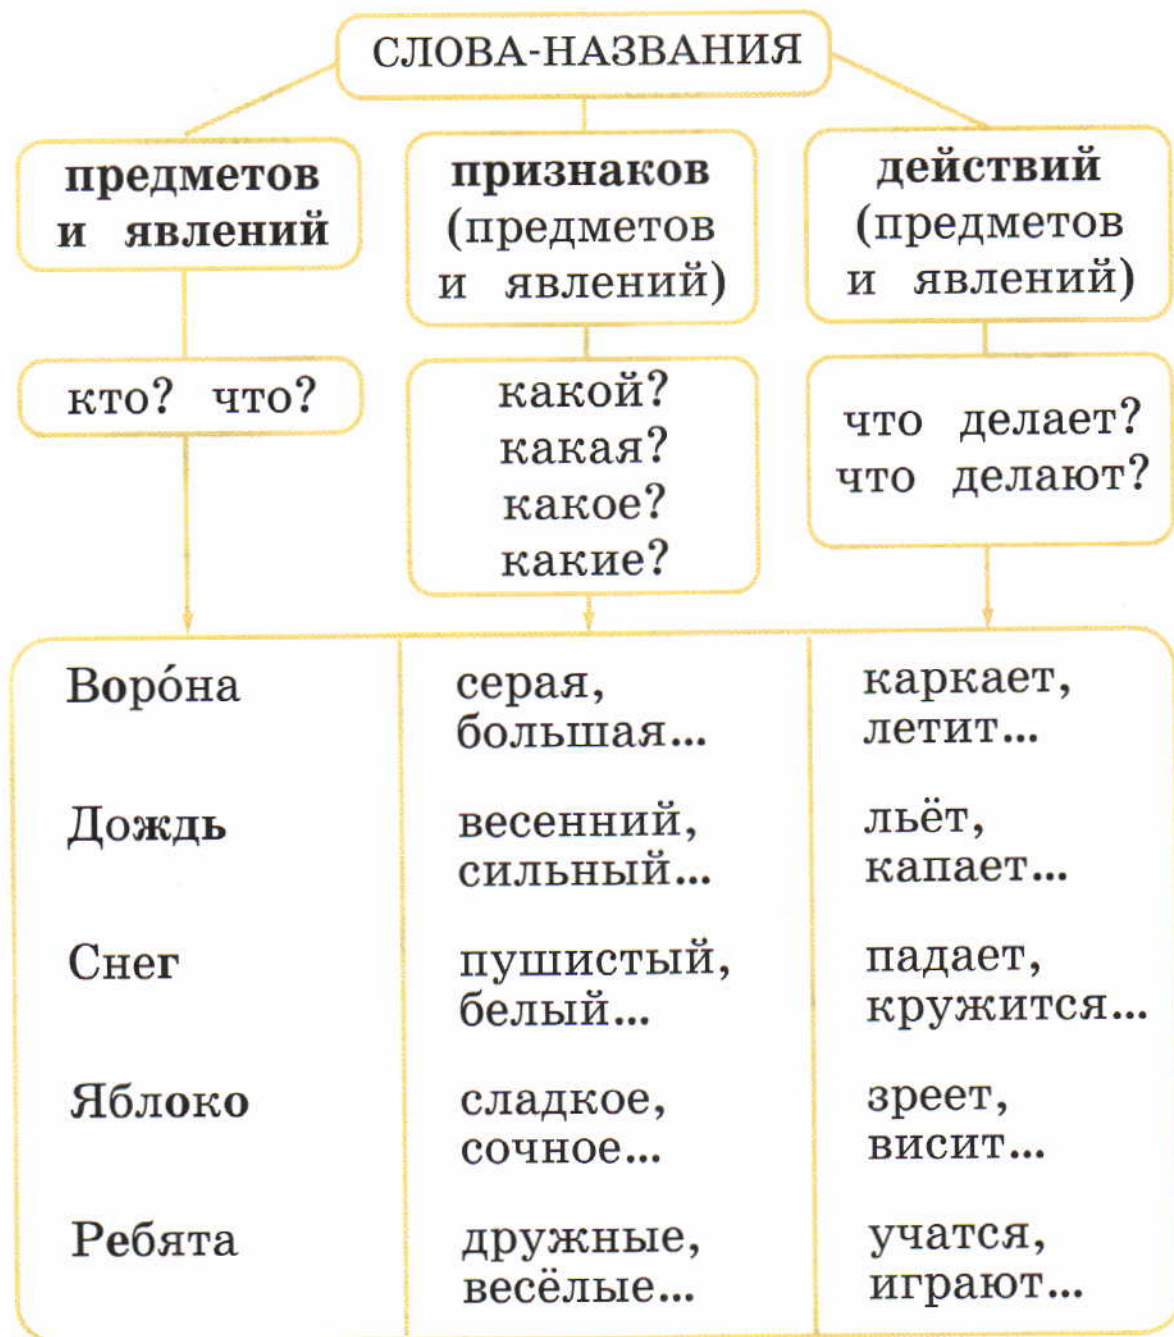 СЛОВА-НАЗВАНИЯ
предметов
и явлений
признаков
(предметов
и явлений)
действий
(предметов
и явлений)
кто? что?
какой?
какая?
какое?
какие?
что делает?
что делают?
Воро́на
серая,
большая...
каркает,
летит...
Дождь
весенний,
сильный...
льёт,
капает...
Снег
пушистый,
белый...
падает,
кружится...
Яблоко
сладкое,
сочное...
зреет,
висит...
Ребята
дружные,
весёлые...
учатся,
играют...